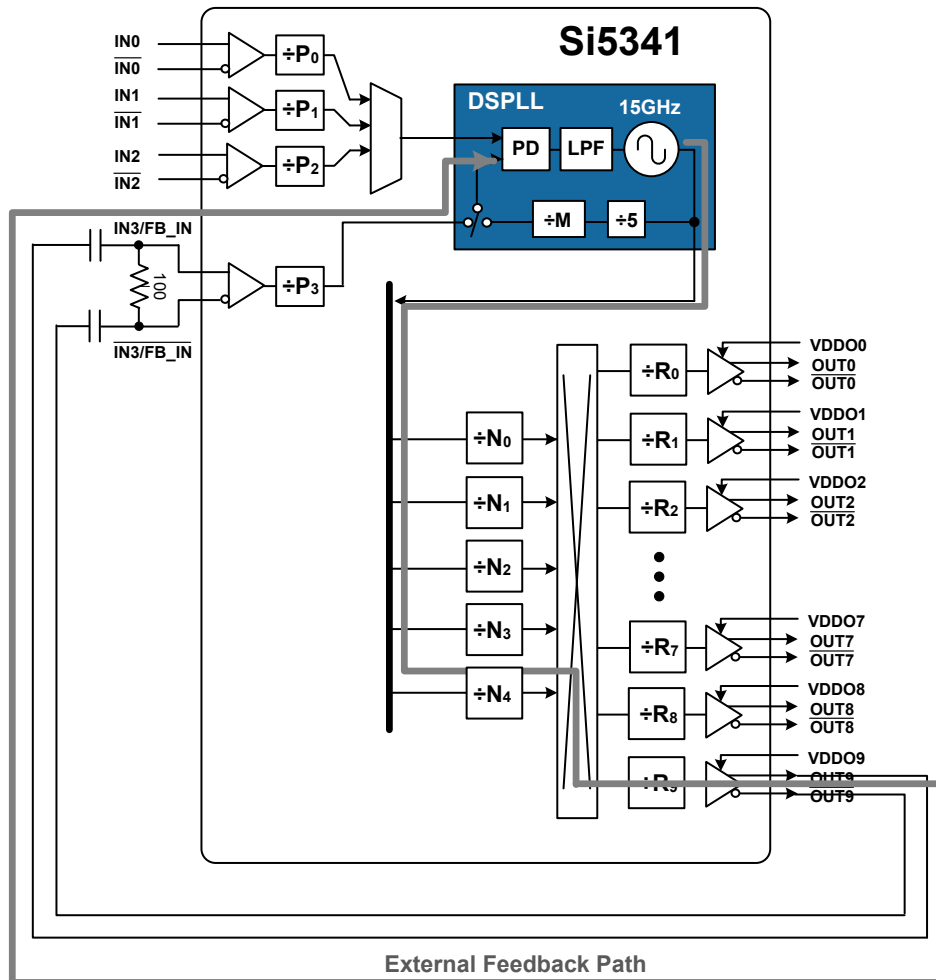 Si5341
IN0
IN0
÷P0
IN1
IN1
÷P1
IN2
IN2
÷P2
DSPLL
15GHz
PD
LPF
÷M
÷5
IN3/FB_IN
100
÷P3
IN3/FB_IN
÷N0
÷N1
÷N2
÷N3
÷N4
÷R0
VDDO0
OUT0
OUT0
÷R1
VDDO1
OUT1
OUT1
÷R2
VDDO2
OUT2
OUT2
÷R7
VDDO7
OUT7
OUT7
÷R8
VDDO8
OUT8
OUT8
÷R9
VDDO9
OUT9
OUT9
External Feedback Path